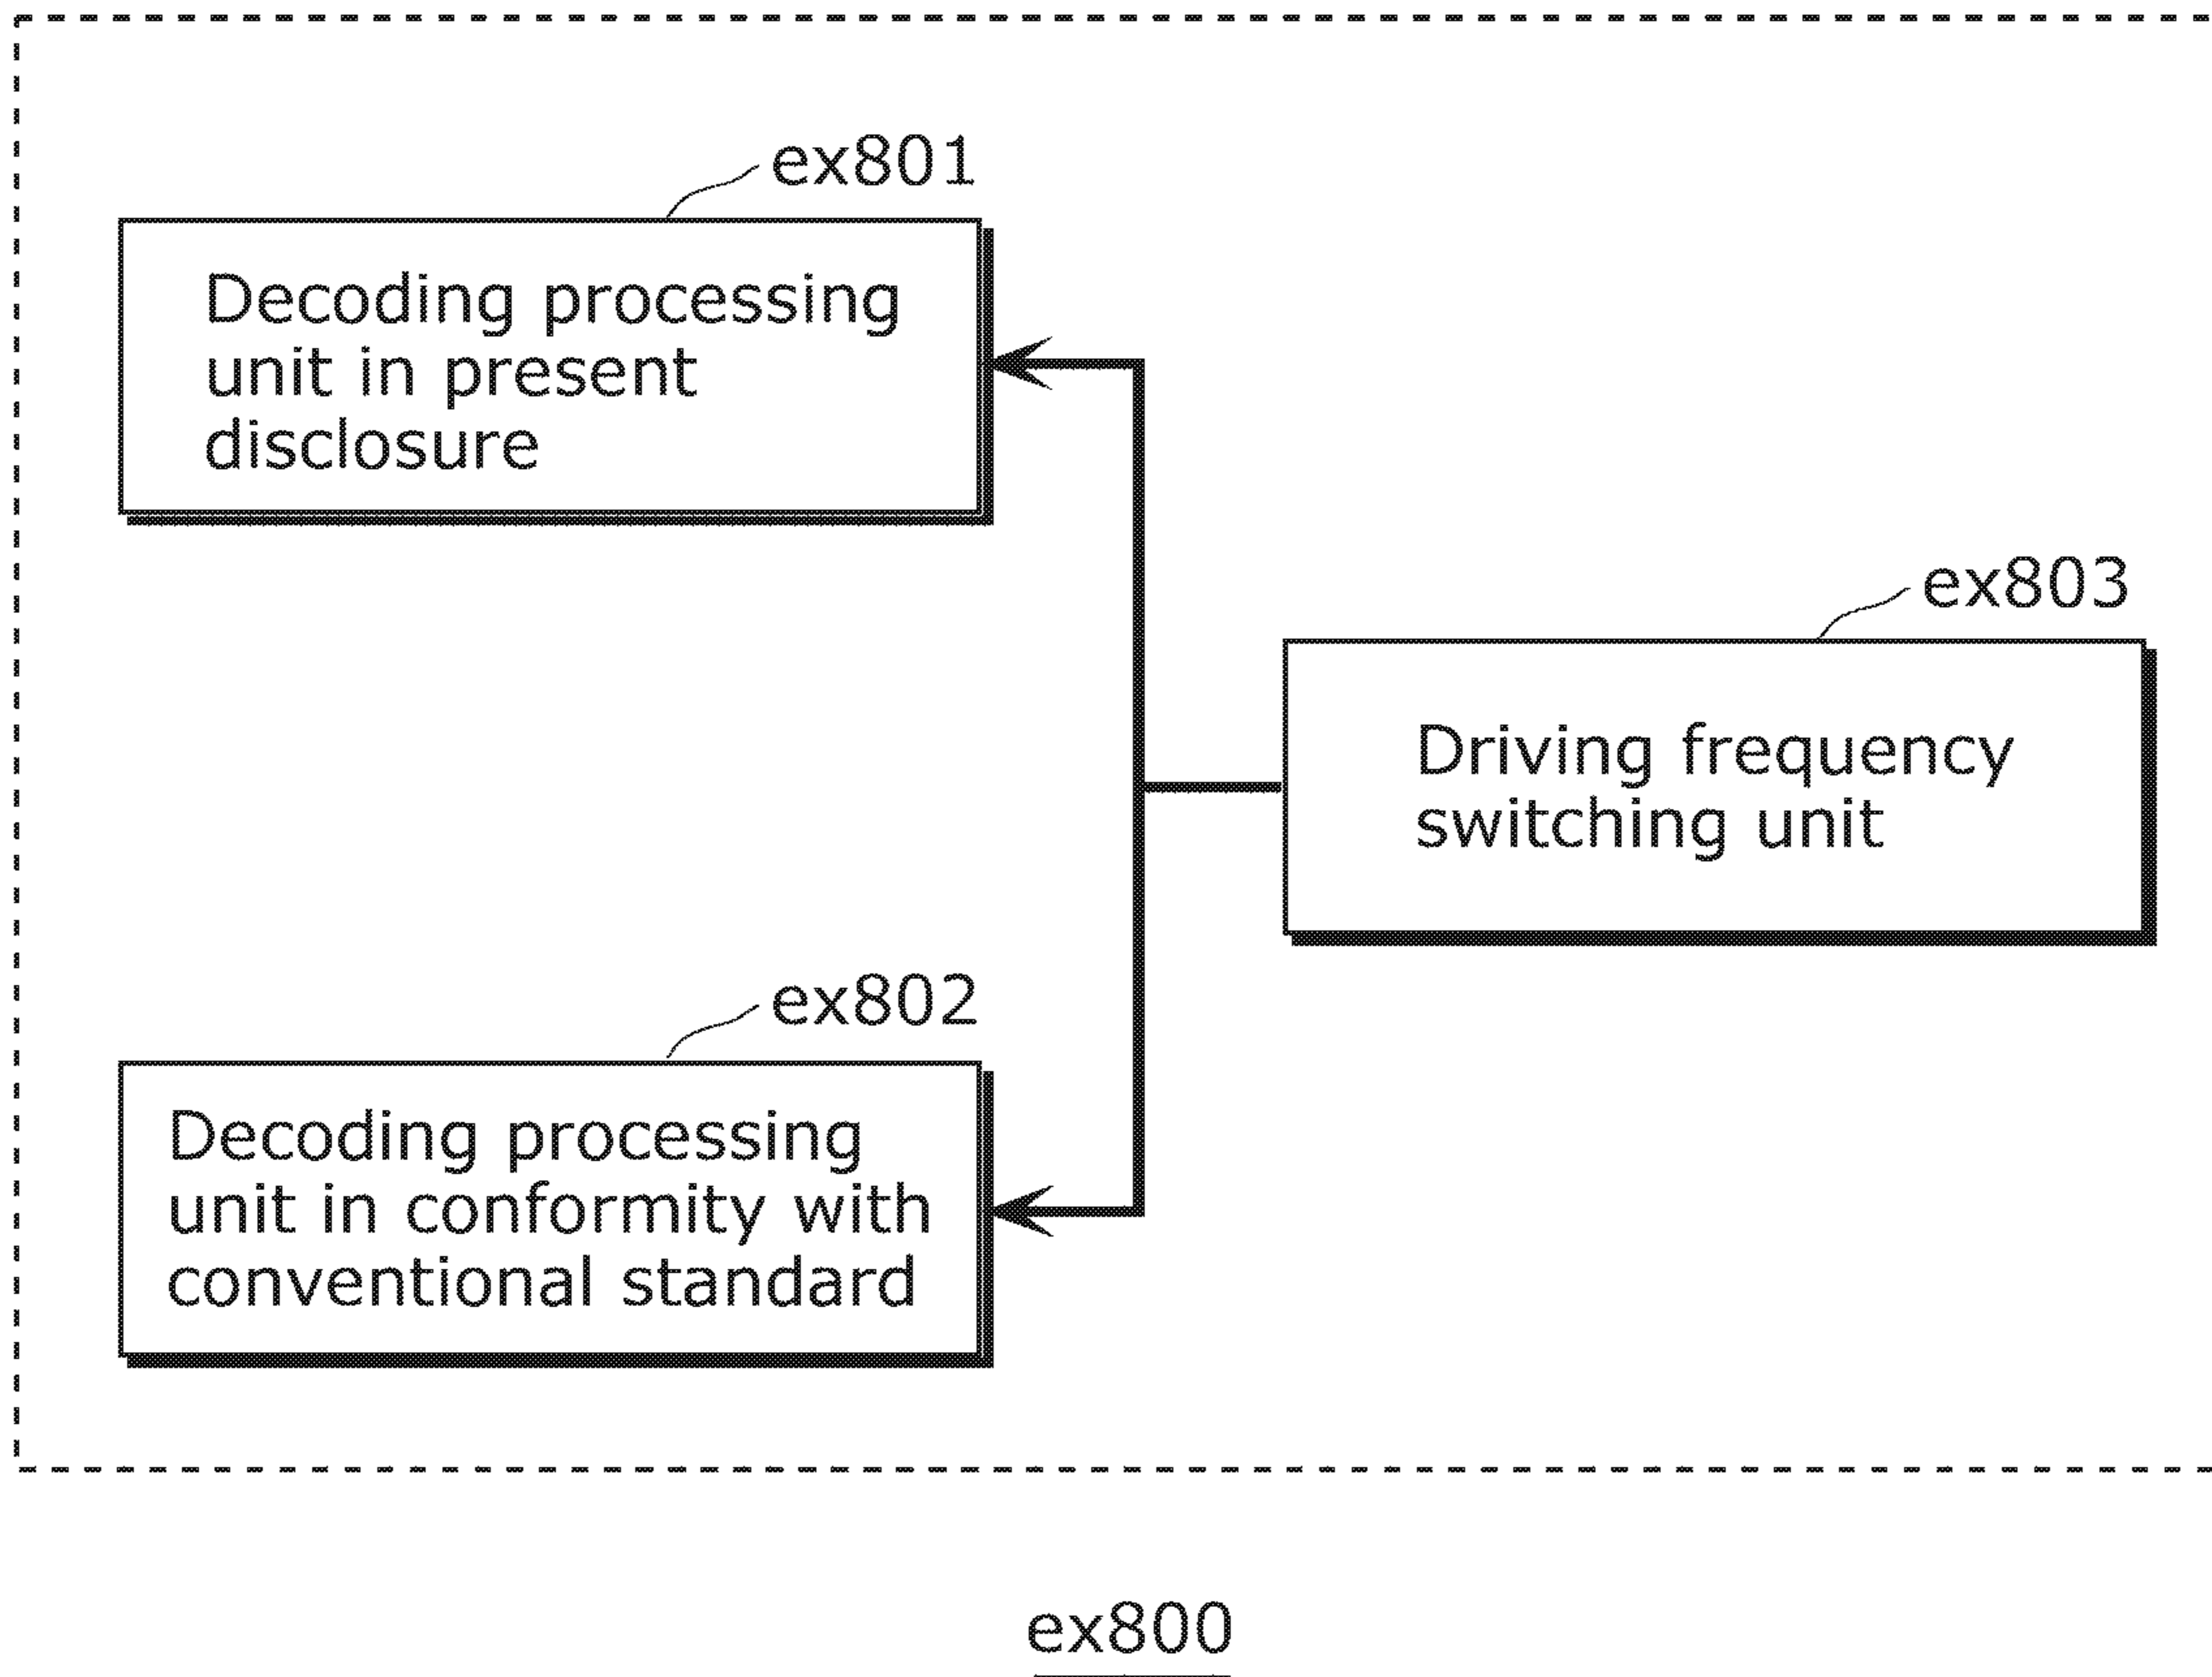 ex801
Decoding processing
unit in present
disclosure
ex803
Driving frequency
switching unit
ex802
Decoding processing
unit in conformity with
conventional standard
ex800